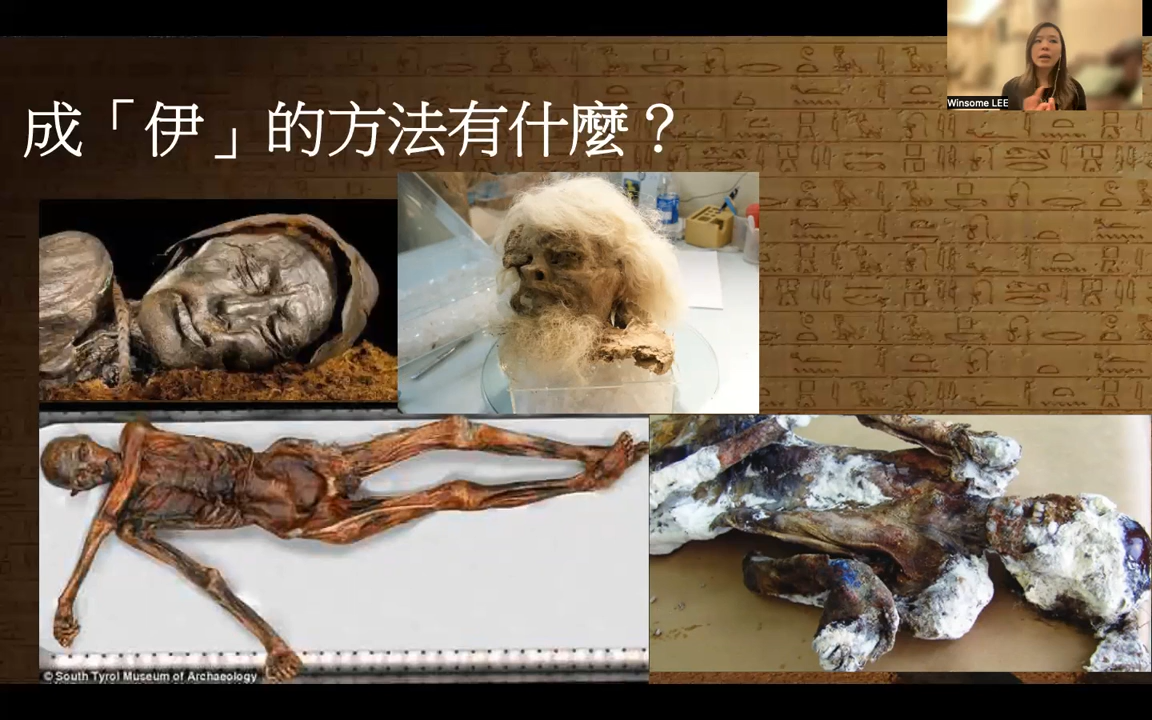 Winsome LEE
成「伊」的方法有什麼？
© South Tyrol Museum of Archaeology